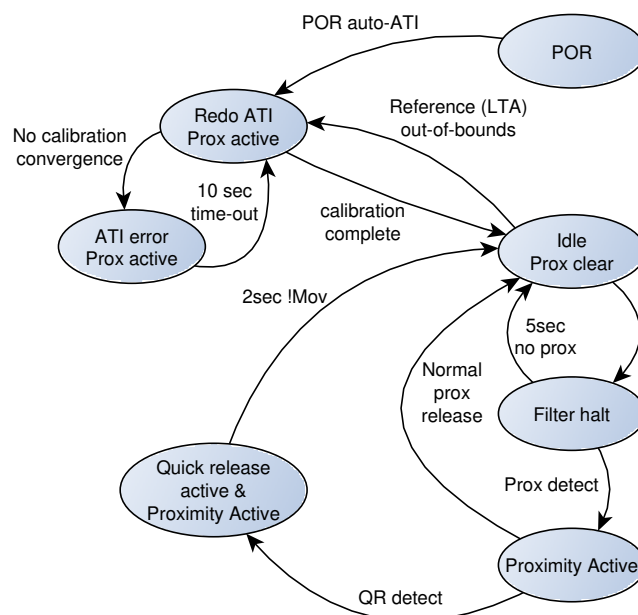 POR auto-ATI
POR
Redo ATI
Prox active
Reference (LTA)
out-of-bounds
No calibration
convergence
10 sec
time-out
calibration
complete
ATI error
Prox active
Idle
Prox clear
2sec !Mov
5sec
no prox
Normal
prox
release
Filter halt
Quick release
active &
Proximity Active
Prox detect
Proximity Active
QR detect